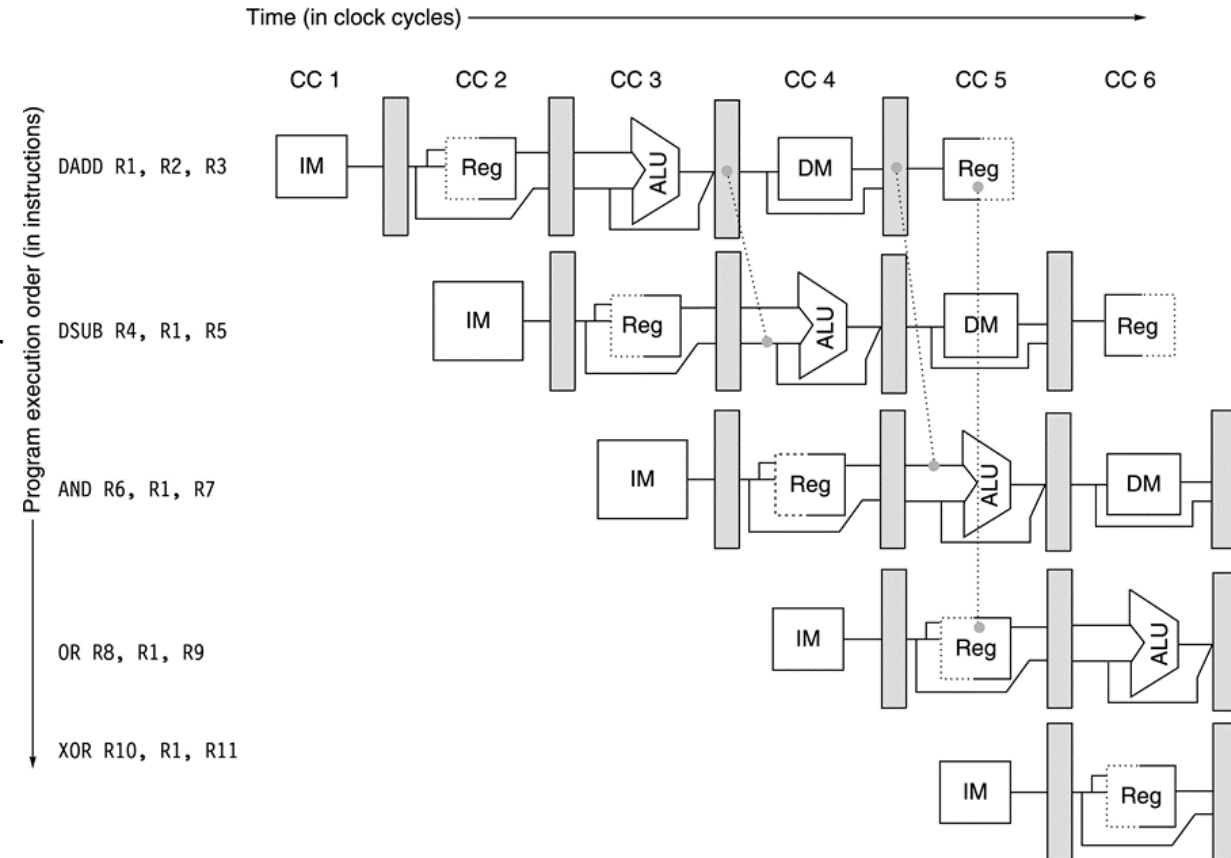 Time (in clock cycles)
CC 1 CC 2 CC 3 CC 4 CC 5 CC 6
Program execution order (in instructions)
DADD R1, R2, R3
IM Reg ALU DM Reg
DSUB R4, R1, R5
IM Reg ALU DM Reg
AND R6, R1, R7
IM Reg ALU DM
OR R8, R1, R9
IM Reg ALU
XOR R10, R1, R11
IM Reg